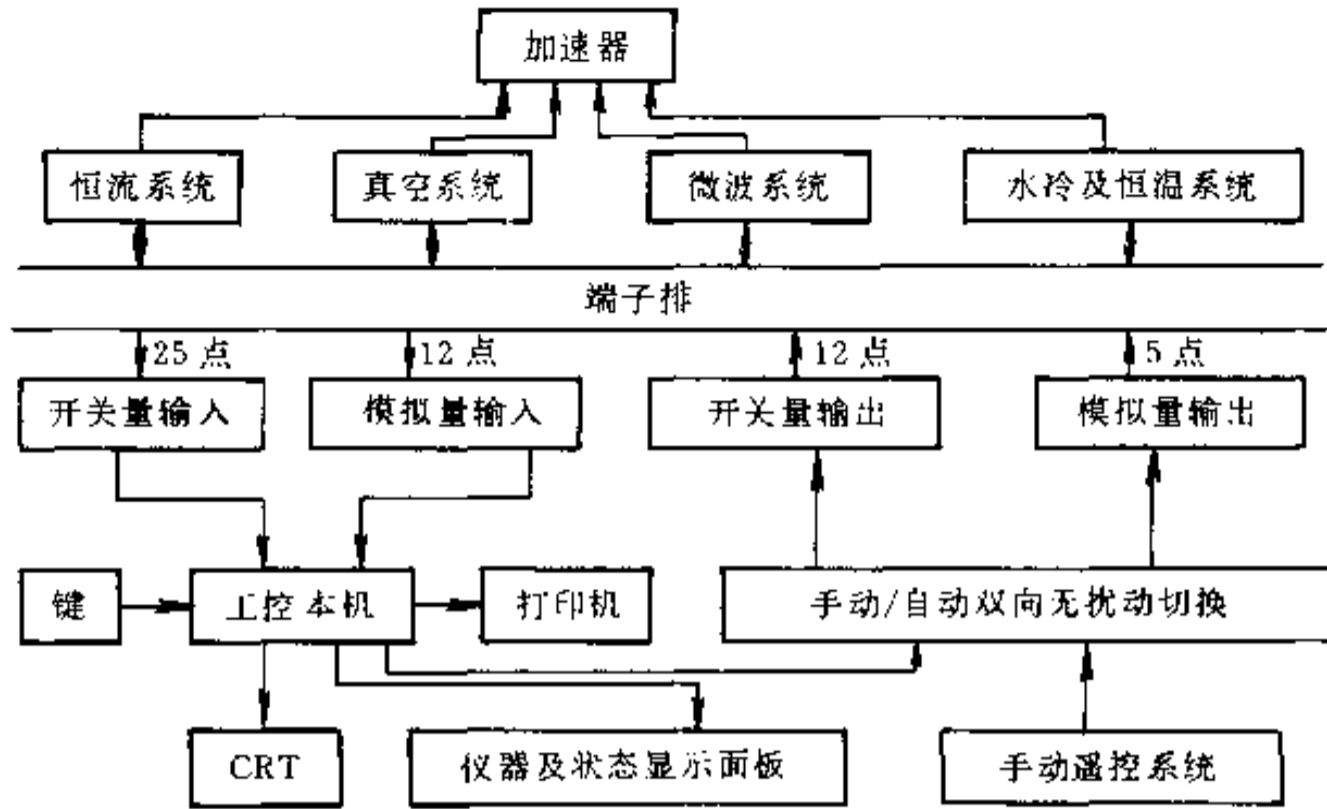 加速器
恒流系统
真空系统
微波系统
水冷及恒温系统
端子排
25点
12点
12点
5点
开关量输入
模拟量输入
开关量输出
模拟量输出
键
工控本机
打印机
手动/自动双向无扰动切换
CRT
仪器及状态显示面板
手动遥控系统